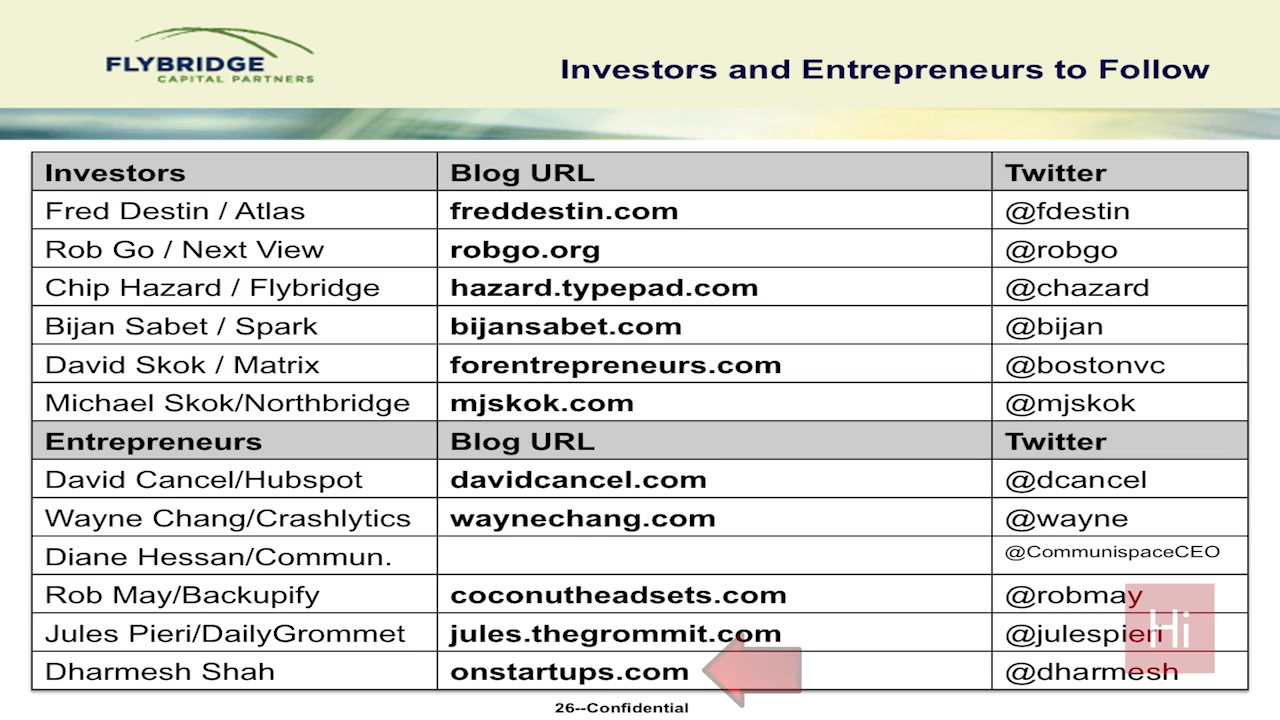 FLYBRIDGE
CAPITAL PARTNERS
Investors and Entrepreneurs to Follow
Investors Blog URL Twitter
Fred Destin / Atlas freddestin.com @fdestin
Rob Go / Next View robgo.org @robgo
Chip Hazard / Flybridge hazard.typepad.com @chazard
Bijan Sabet / Spark bijansabet.com @bijan
David Skok / Matrix forentrepreneurs.com @bostonvc
Michael Skok/Northbridge mjskok.com @mjskok
Entrepreneurs Blog URL Twitter
David Cancel/Hubspot davidcancel.com @dcancel
Wayne Chang/Crashlytics waynechang.com @wayne
Diane Hessan/Commun. @CommunispaceCEO
Rob May/Backupify coconutheadsets.com @robmay
Jules Pieri/DailyGrommet jules.thegrommit.com @julespieri
Hi
Dharmesh Shah onstartups.com @dharmesh
26--Confidential